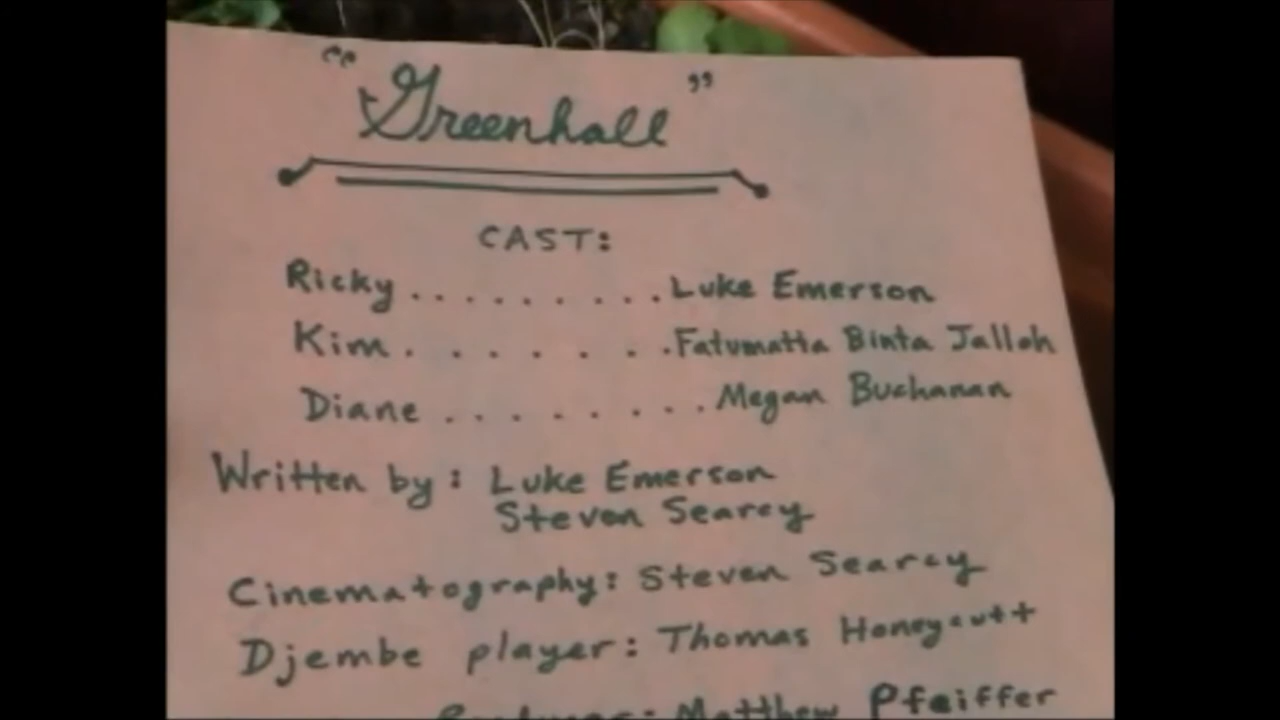 “Greenhall”
CAST:
Ricky.........Luke Emerson
Kim.......Fatumatta Binta Jalloh
Diane........Megan Buchanan
Written by: Luke Emerson
Steven Searcy
Cinematography: Steven Searcy
Djembe player: Thomas Honeycutt
Matthew Pfeiffer